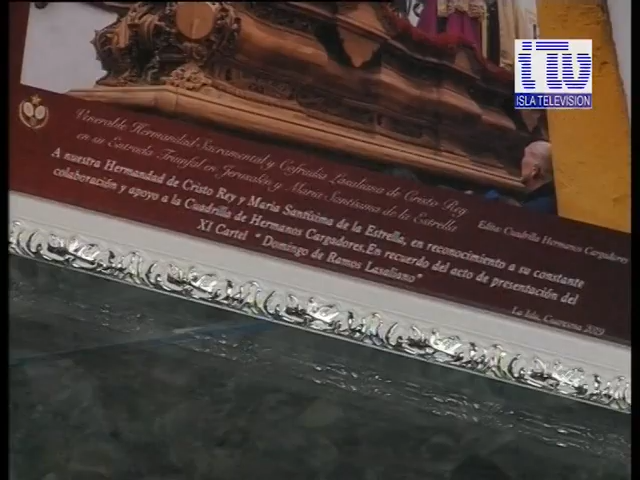 itv
ISLA TELEVISION
Venerable Hermandad Sacramental y Cofradía Lasaliana de Cristo Rey
en su Entrada Triunfal en Jerusalén y María Santísima de la Estrella
Edita: Cuadrilla Hermanos Cargadores
A nuestra Hermandad de Cristo Rey y Maria Santísima de la Estrella, en reconocimiento a su constante
colaboración y apoyo a la Cuadrilla de Hermanos Cargadores.En recuerdo del acto de presentación del
XI Cartel " Domingo de Ramos Lasaliano"
La Isla, Cuaresma 2019